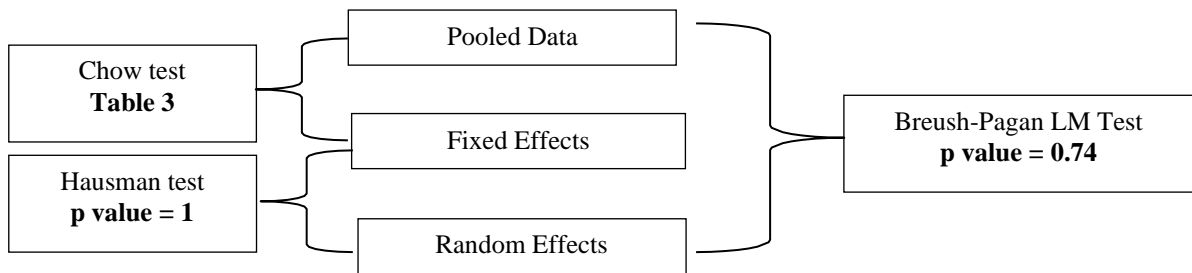 Chow test
Table 3
Hausman test
p value = 1
Pooled Data
Fixed Effects
Random Effects
Breush-Pagan LM Test
p value = 0.74